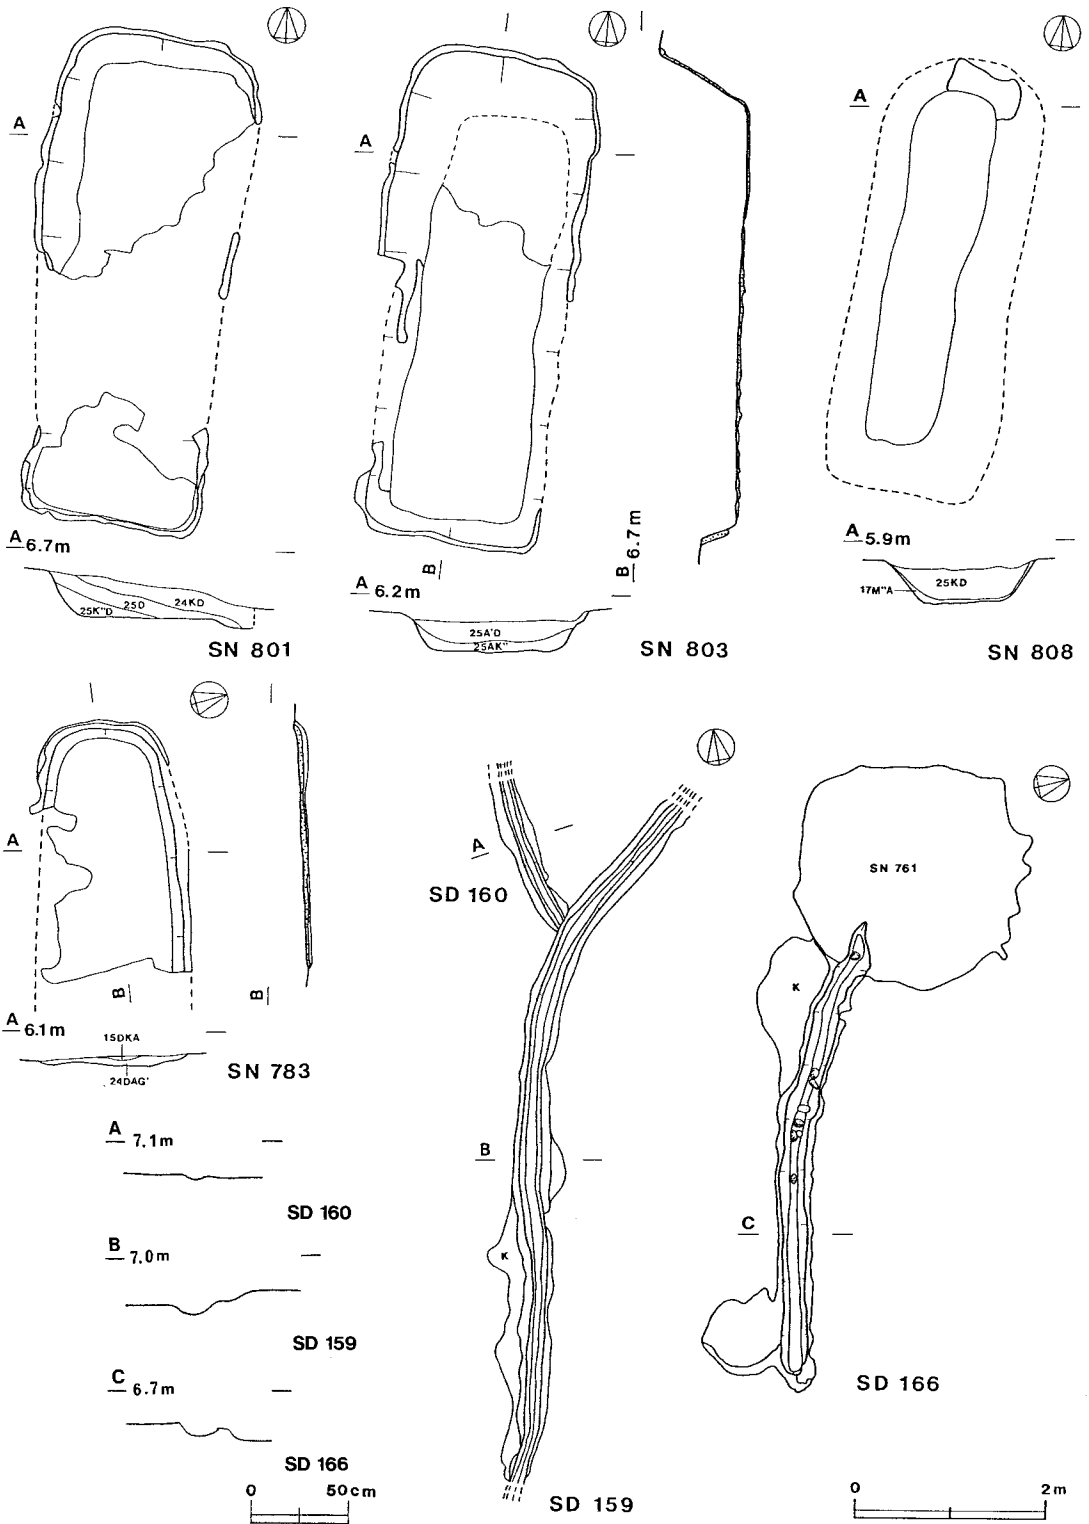 A
A 6.7m
25K"D
25D
24KD
SN 801
A
B
A 6.2m
25A'D
25AK"
B 6.7m
SN 803
A
A 5.9m
17M"A
25KD
SN 808
A
B
B
A 6.1m
15DKA
24DAG'
SN 783
A
SD 160
B
K
SD 159
SN 761
K
C
SD 166
A 7.1m
SD 160
B 7.0m
SD 159
C 6.7m
SD 166
0 50cm
0 2m